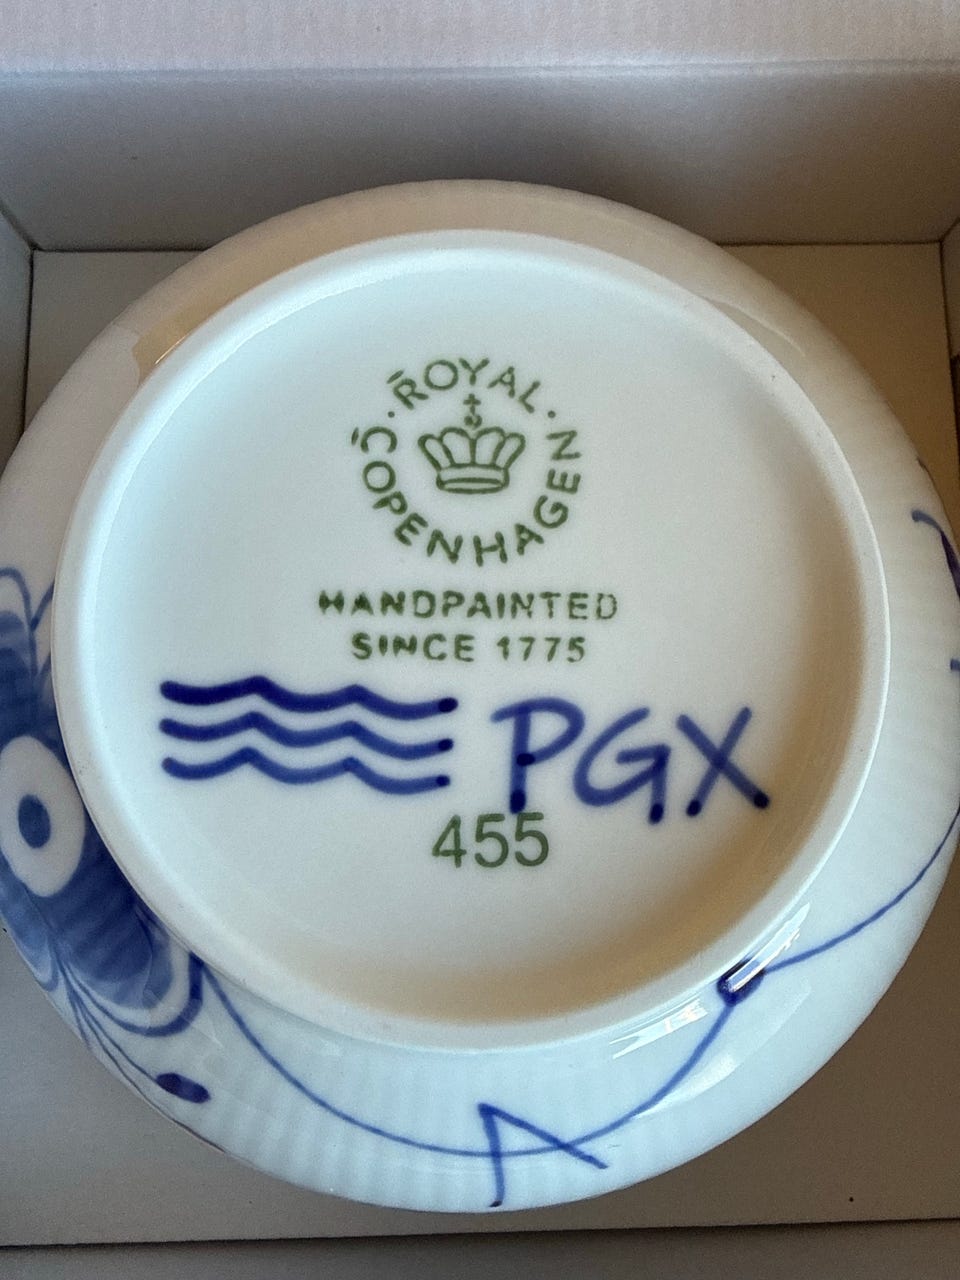 ROYAL
COPENHAGEN
HANDPAINTED
SINCE 1775
PGX
455